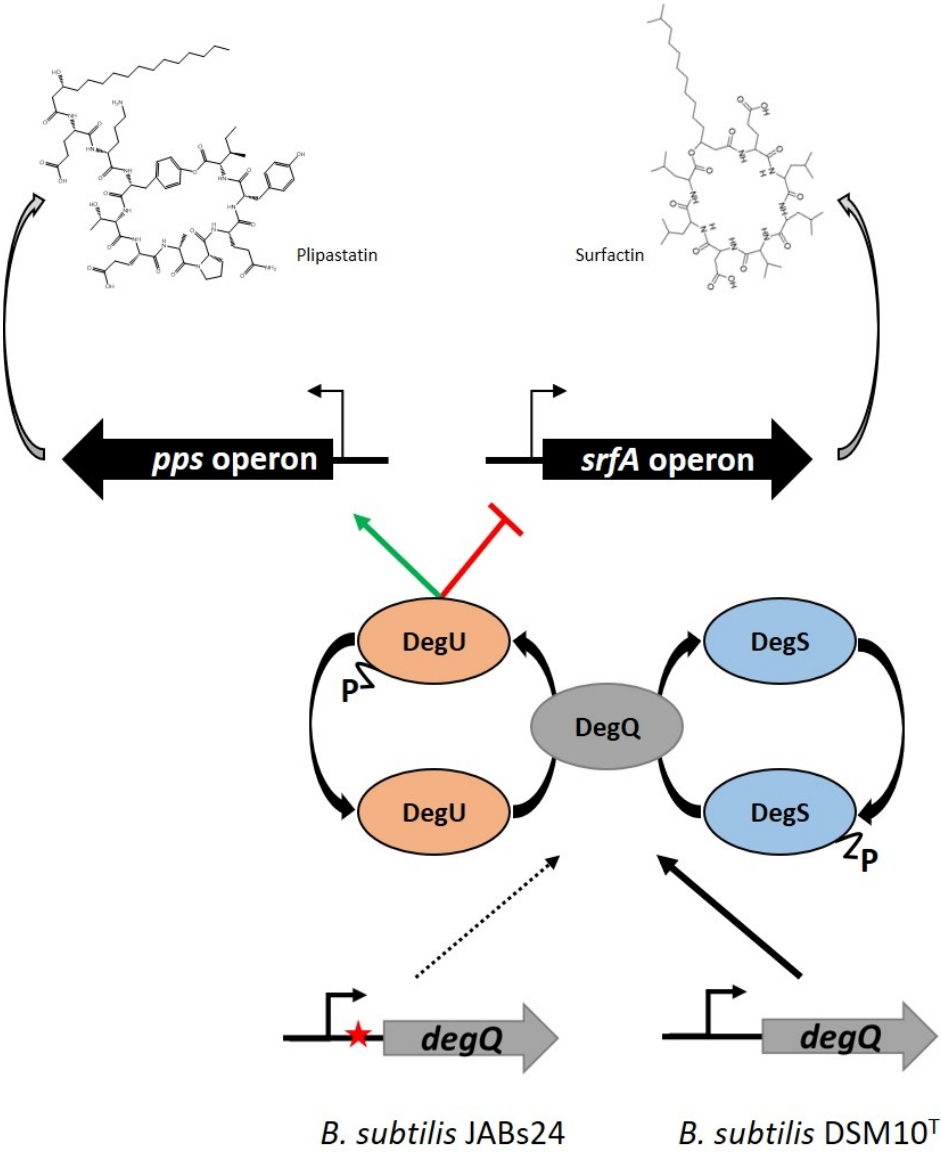 Plipastatin
Surfactin
pps operon
srfA operon
DegU
DegS
P
DegQ
DegU
DegS
P
degQ
degQ
B. subtilis JABs24
B. subtilis DSM10ᵀ